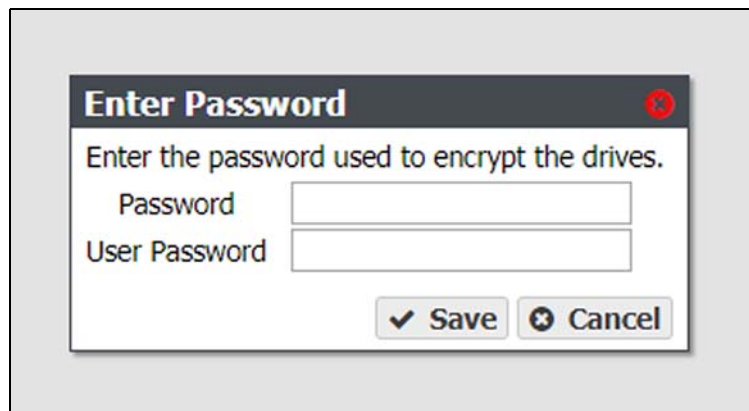 Enter Password
Enter the password used to encrypt the drives.
Password
User Password
Save Cancel